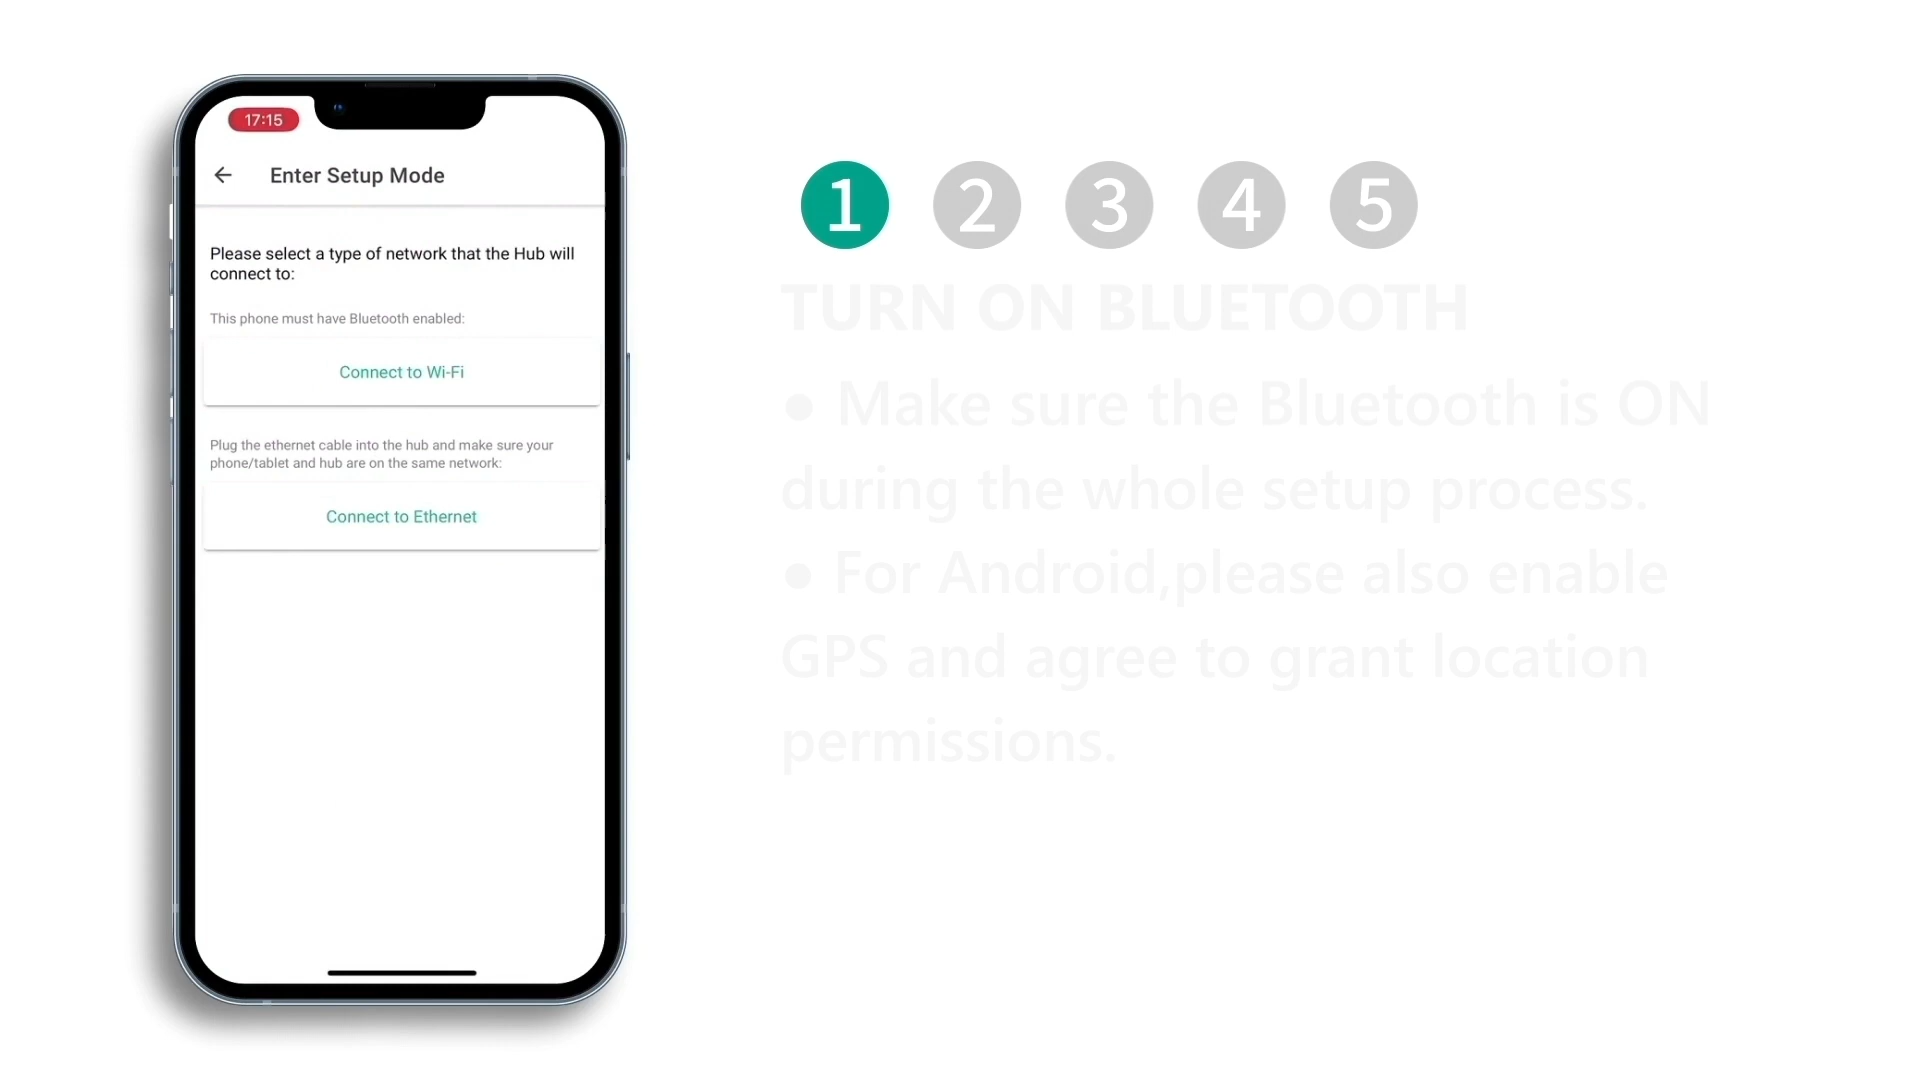 17:15
Enter Setup Mode
Please select a type of network that the Hub will
connect to:
This phone must have Bluetooth enabled:
Connect to Wi-Fi
Plug the ethernet cable into the hub and make sure your
phone/tablet and hub are on the same network:
Connect to Ethernet
1 2 3 4 5
TURN ON BLUETOOTH
● Make sure the Bluetooth is ON
during the whole setup process.
● For Android,please also enable
GPS and agree to grant location
permissions.